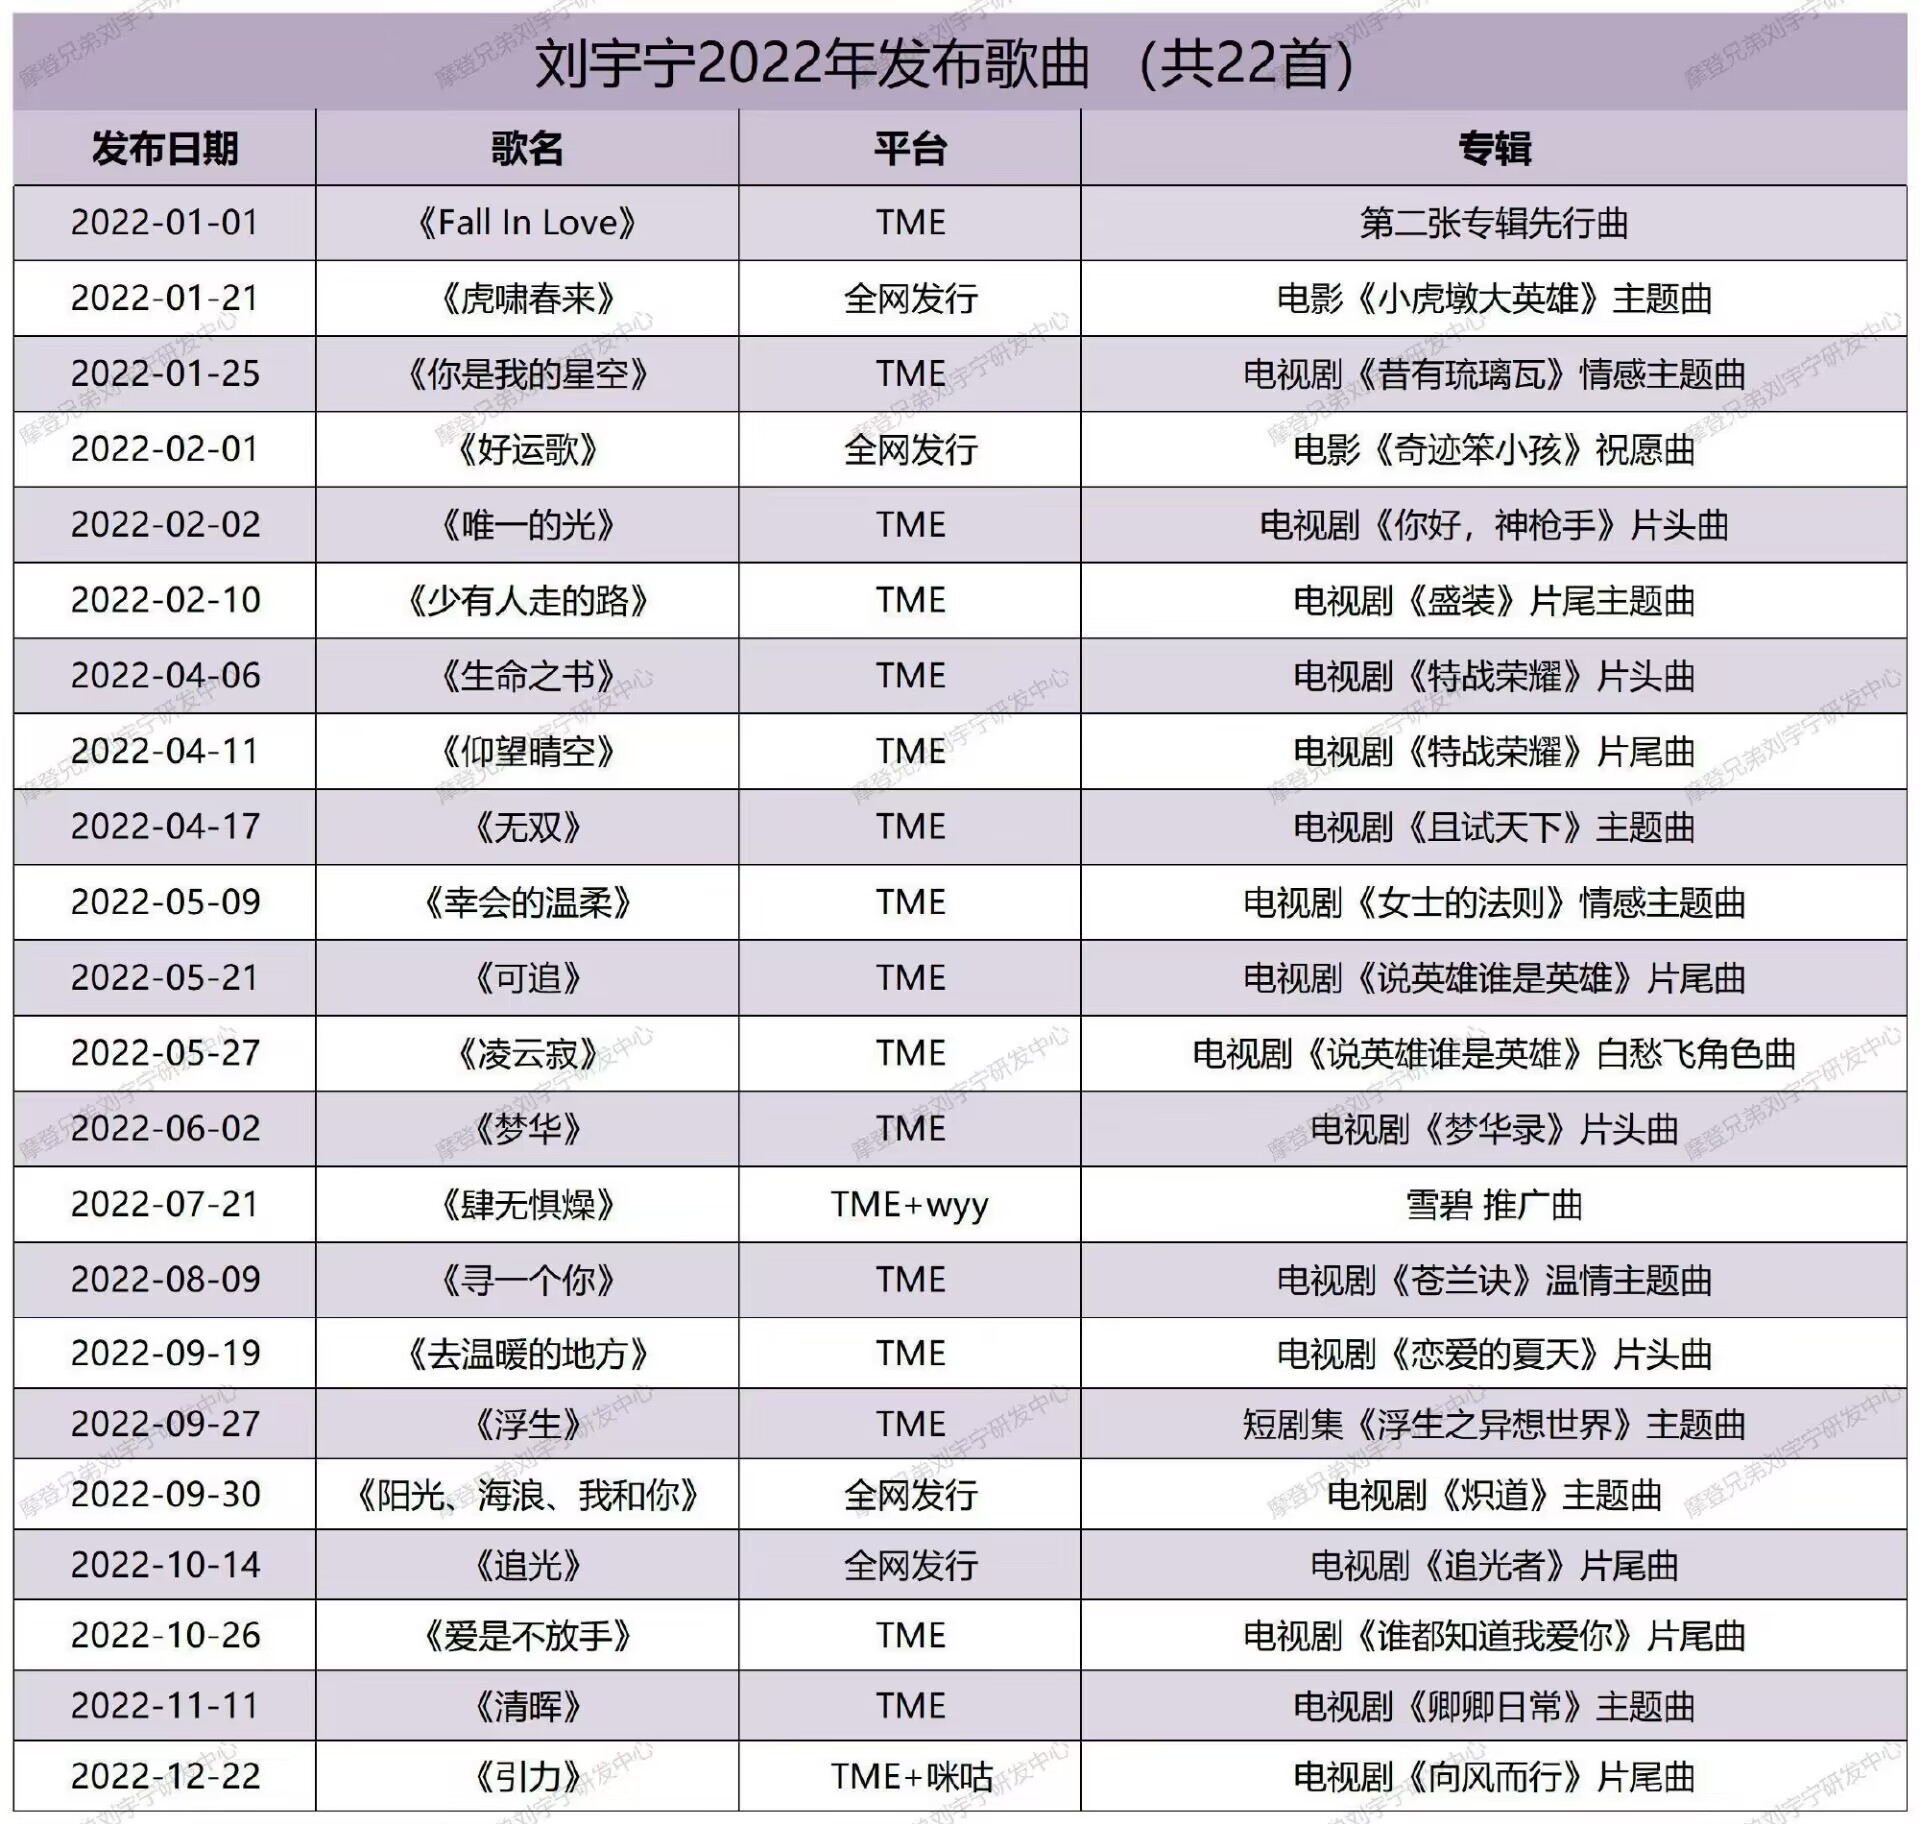 刘宇宁2022年发布歌曲 （共22首）
发布日期 歌名 平台 专辑
2022-01-01 《Fall In Love》 TME 第二张专辑先行曲
2022-01-21 《虎啸春来》 全网发行 电影《小虎墩大英雄》主题曲
2022-01-25 《你是我的星空》 TME 电视剧《昔有琉璃瓦》情感主题曲
2022-02-01 《好运歌》 全网发行 电影《奇迹笨小孩》祝愿曲
2022-02-02 《唯一的光》 TME 电视剧《你好，神枪手》片头曲
2022-02-10 《少有人走的路》 TME 电视剧《盛装》片尾主题曲
2022-04-06 《生命之书》 TME 电视剧《特战荣耀》片头曲
2022-04-11 《仰望晴空》 TME 电视剧《特战荣耀》片尾曲
2022-04-17 《无双》 TME 电视剧《且试天下》主题曲
2022-05-09 《幸会的温柔》 TME 电视剧《女士的法则》情感主题曲
2022-05-21 《可追》 TME 电视剧《说英雄谁是英雄》片尾曲
2022-05-27 《凌云寂》 TME 电视剧《说英雄谁是英雄》白愁飞角色曲
2022-06-02 《梦华》 TME 电视剧《梦华录》片头曲
2022-07-21 《肆无惧燥》 TME+wyy 雪碧 推广曲
2022-08-09 《寻一个你》 TME 电视剧《苍兰诀》温情主题曲
2022-09-19 《去温暖的地方》 TME 电视剧《恋爱的夏天》片头曲
2022-09-27 《浮生》 TME 短剧集《浮生之异想世界》主题曲
2022-09-30 《阳光、海浪、我和你》 全网发行 电视剧《炽道》主题曲
2022-10-14 《追光》 全网发行 电视剧《追光者》片尾曲
2022-10-26 《爱是不放手》 TME 电视剧《谁都知道我爱你》片尾曲
2022-11-11 《清晖》 TME 电视剧《卿卿日常》主题曲
2022-12-22 《引力》 TME+咪咕 电视剧《向风而行》片尾曲
摩登兄弟刘宇宁研发中心